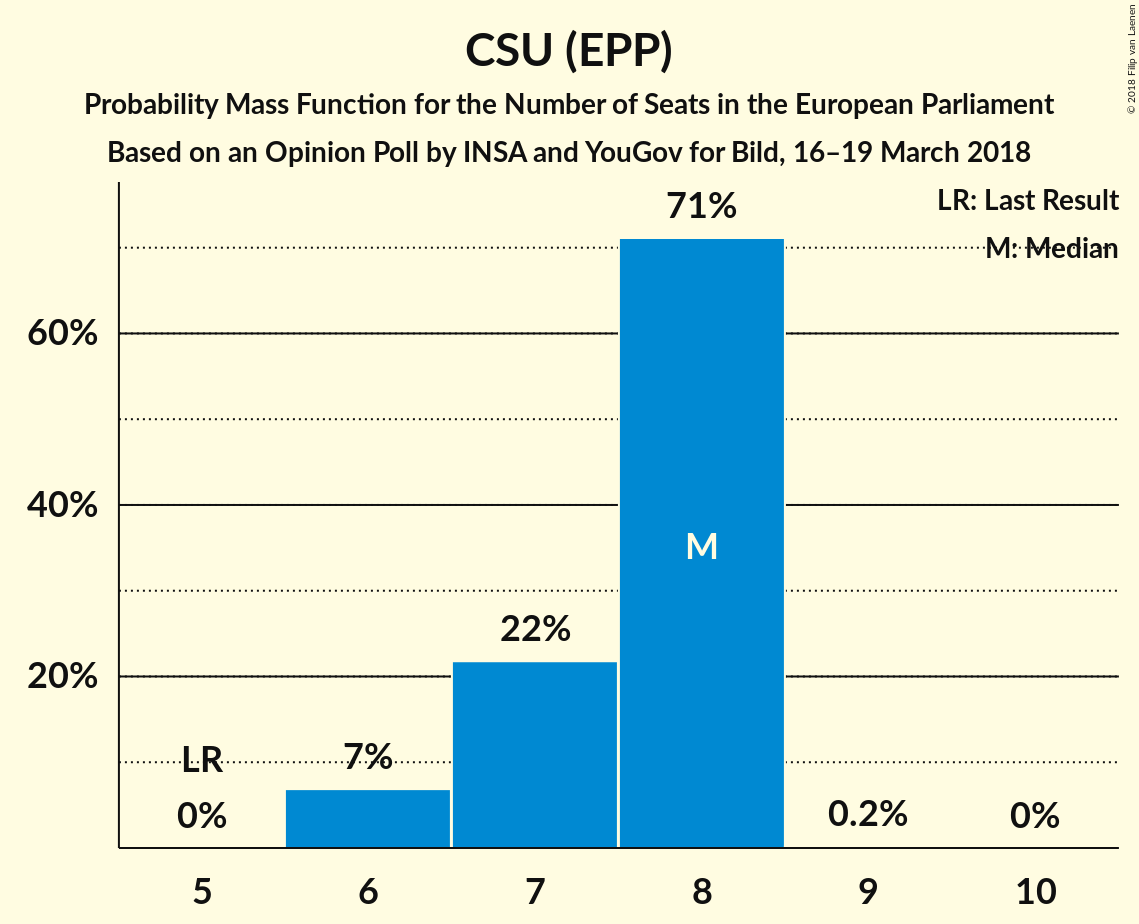 CSU (EPP)
Probability Mass Function for the Number of Seats in the European Parliament
Based on an Opinion Poll by INSA and YouGov for Bild, 16–19 March 2018
© 2018 Filip van Laenen
LR: Last Result
M: Median
71%
60%
40%
M
22%
20%
LR
7%
0%
0.2%
0%
5
6
7
8
9
10